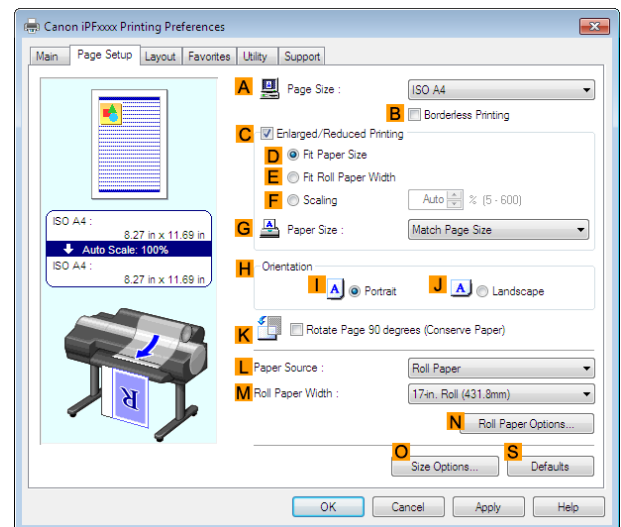 Canon iPFxxxx Printing Preferences
Main Page Setup Layout Favorites Utility Support
A Page Size : ISO A4
B Borderless Printing
C Enlarged/Reduced Printing
D Fit Paper Size
E Fit Roll Paper Width
F Scaling Auto % (5 - 600)
ISO A4 :
8.27 in x 11.69 in
Auto Scale: 100%
ISO A4 :
8.27 in x 11.69 in
G A Paper Size : Match Page Size
H Orientation
I A Portrait J A Landscape
K Rotate Page 90 degrees (Conserve Paper)
R
L Paper Source : Roll Paper
M Roll Paper Width : 17-in. Roll (431.8mm)
N Roll Paper Options...
O Size Options... S Defaults
OK Cancel Apply Help